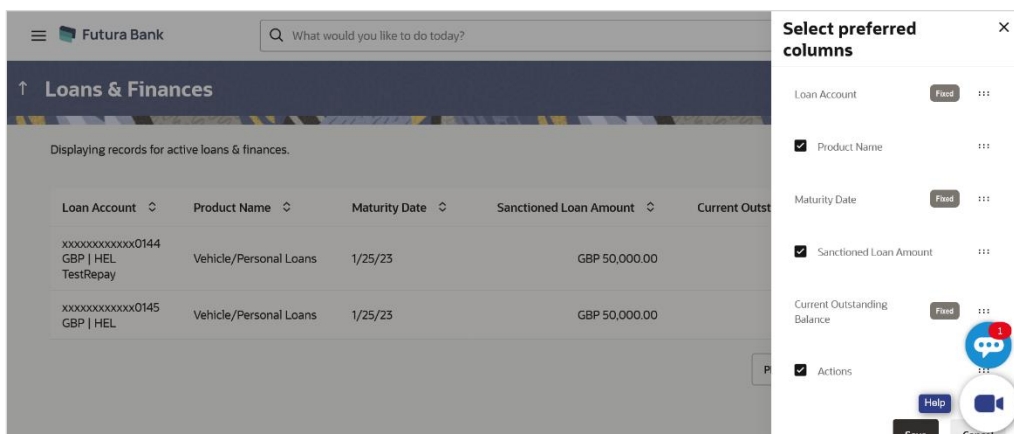 Futura Bank
What would you like to do today?
Loans & Finances
Displaying records for active loans & finances.
Loan Account Product Name Maturity Date Sanctioned Loan Amount Current Outst
xxxxxxxxxxxx0144
GBP | HEL
TestRepay
Vehicle/Personal Loans 1/25/23 GBP 50,000.00
xxxxxxxxxxxx0145
GBP | HEL
Vehicle/Personal Loans 1/25/23 GBP 50,000.00
Select preferred
columns
Loan Account Fixed
Product Name
Maturity Date Fixed
Sanctioned Loan Amount
Current Outstanding
Balance
Fixed
1
Actions
Help
Save Cancel